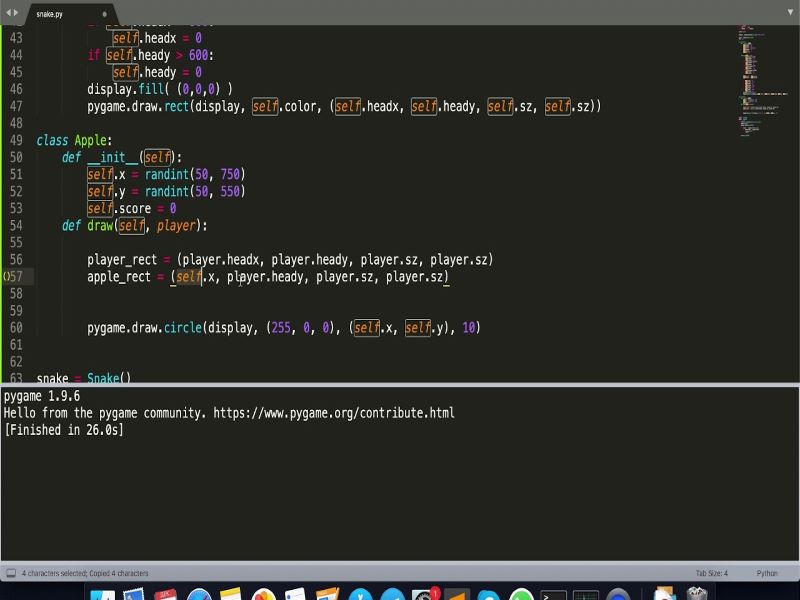 snake.py
43 self.headx = 0
44 if self.heady > 600:
45 self.heady = 0
46 display.fill( (0,0,0) )
47 pygame.draw.rect(display, self.color, (self.headx, self.heady, self.sz, self.sz))
48
49 class Apple:
50 def __init__(self):
51 self.x = randint(50, 750)
52 self.y = randint(50, 550)
53 self.score = 0
54 def draw(self, player):
55
56 player_rect = (player.headx, player.heady, player.sz, player.sz)
57 apple_rect = (self.x, player.heady, player.sz, player.sz)
58
59
60 pygame.draw.circle(display, (255, 0, 0), (self.x, self.y), 10)
61
62
63 snake = Snake()
pygame 1.9.6
Hello from the pygame community. https://www.pygame.org/contribute.html
[Finished in 26.0s]
4 characters selected; Copied 4 characters Tab Size: 4 Python